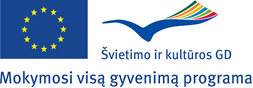 Švietimo ir kultūros GD
Mokymosi visą gyvenimą programa